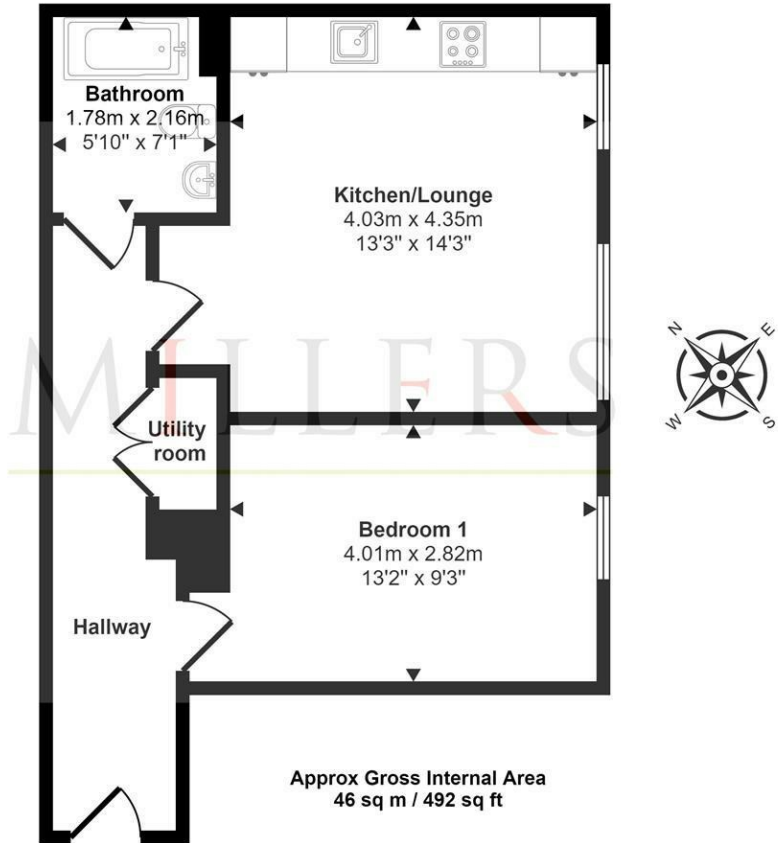 Bathroom
1.78m x 2.16m
5'10" x 7'1"
Kitchen/Lounge
4.03m x 4.35m
13'3" x 14'3"
N
E
W
S
MILLERS
Utility
room
Bedroom 1
4.01m x 2.82m
13'2" x 9'3"
Hallway
Approx Gross Internal Area
46 sq m / 492 sq ft